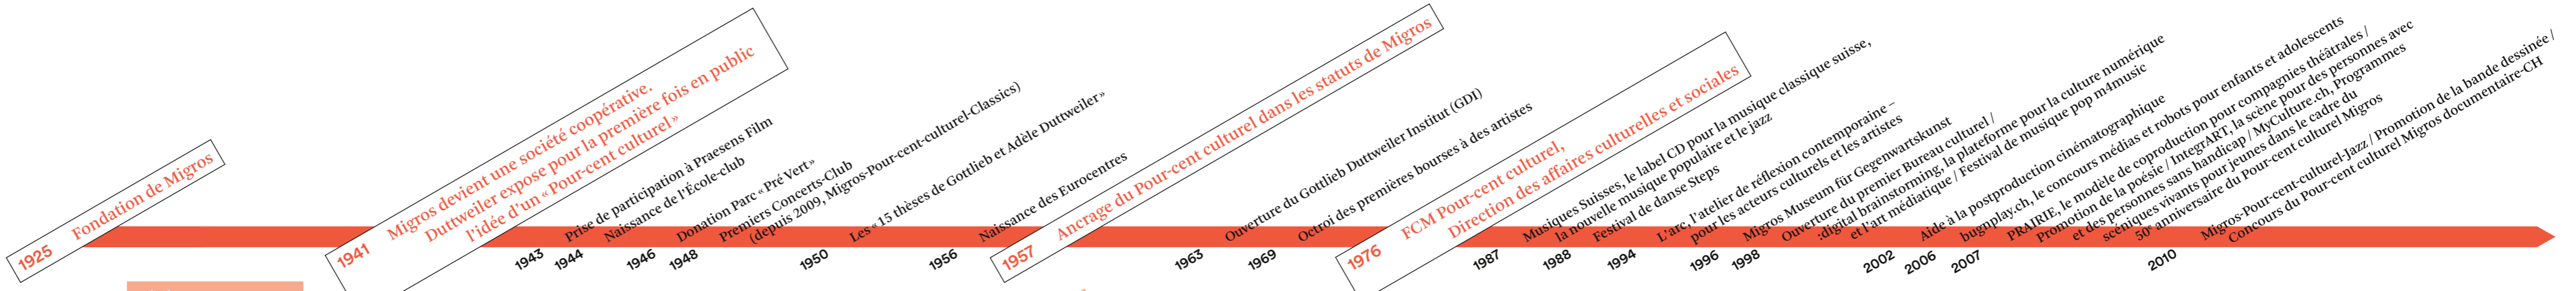 1925 Fondation de Migros
1941 Migros devient une société coopérative.
Duttweiler expose pour la première fois en public
l’idée d’un « Pour-cent culturel »
1943 Prise de participation à Praesens Film
1944 Naissance de l’École-club
1946 Donation Parc « Pré Vert »
1948 Premiers Concerts-Club
(depuis 2009, Migros-Pour-cent-culturel-Classics)
1950 Les «15 thèses de Gottlieb et Adèle Duttweiler»
1956 Naissance des Eurocentres
1957 Ancrage du Pour-cent culturel dans les statuts de Migros
1963 Ouverture du Gottlieb Duttweiler Institut (GDI)
1969 Octroi des premières bourses à des artistes
1976 FCM Pour-cent culturel,
Direction des affaires culturelles et sociales
1987 Musiques Suisses, le label CD pour la musique classique suisse,
la nouvelle musique populaire et le jazz
1988 Festival de danse Steps
1994 L’arc, l’atelier de réflexion contemporaine –
pour les acteurs culturels et les artistes
1996 Migros Museum für Gegenwartskunst
1998 Ouverture du premier Bureau culturel /
:digital brainstorming, la plateforme pour la culture numérique
et l’art médiatique / Festival de musique pop m4music
2002 Aide à la postproduction cinématographique
2006 bugnplay.ch, le concours médias et robots pour enfants et adolescents
2007 PRAIRIE, le modèle de coproduction pour compagnies théâtrales /
Promotion de la poésie / IntegrART, la scène pour des personnes avec
et des personnes sans handicap / MyCulture.ch, Programmes
scéniques vivants pour jeunes dans le cadre du
50e anniversaire du Pour-cent culturel Migros
2010 Migros-Pour-cent-culturel-Jazz / Promotion de la bande dessinée /
Concours du Pour-cent culturel Migros documentaire-CH